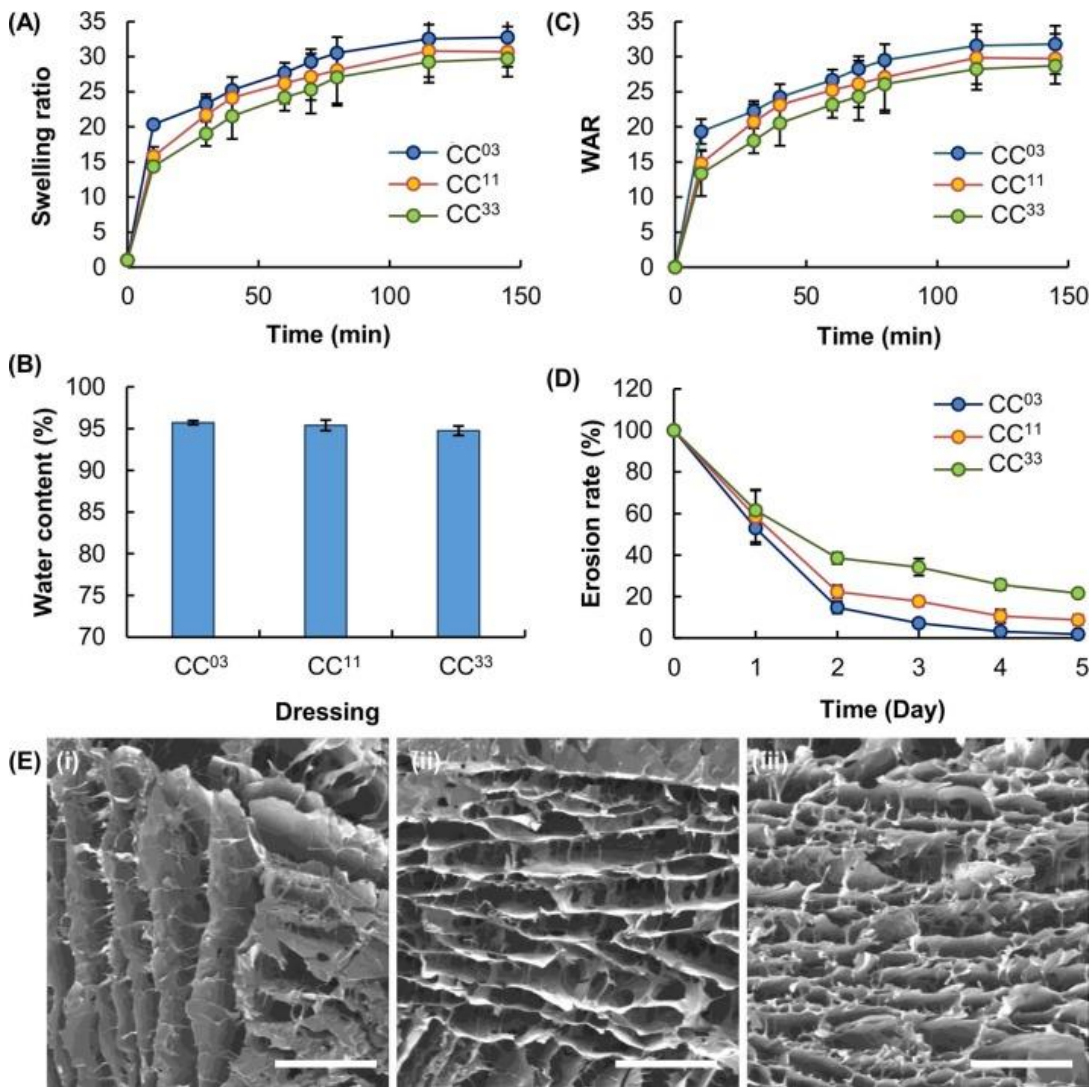 (A)
35
30
25
20
15
10
5
0
Swelling ratio
CC⁰³
CC¹¹
CC³³
0 50 100 150
Time (min)
(C)
35
30
25
20
15
10
5
0
WAR
CC⁰³
CC¹¹
CC³³
0 50 100 150
Time (min)
(B)
100
95
90
85
80
75
70
Water content (%)
CC⁰³ CC¹¹ CC³³
Dressing
(D)
120
100
80
60
40
20
0
Erosion rate (%)
CC⁰³
CC¹¹
CC³³
0 1 2 3 4 5
Time (Day)
(E) (i) (ii) (iii)